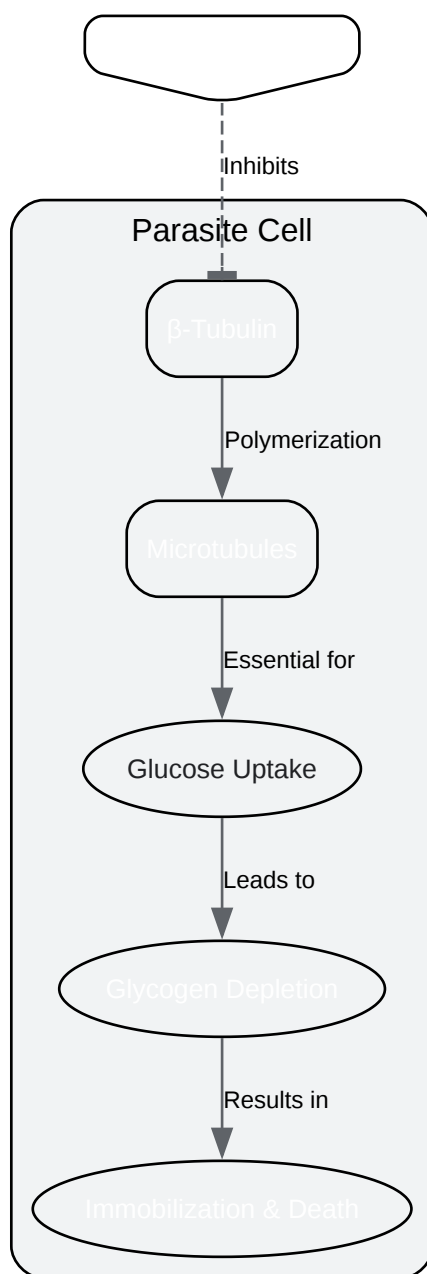 Inhibits
Parasite Cell
β-Tubulin
Polymerization
Microtubules
Essential for
Glucose Uptake
Leads to
Glycogen Depletion
Results in
Immobilization & Death